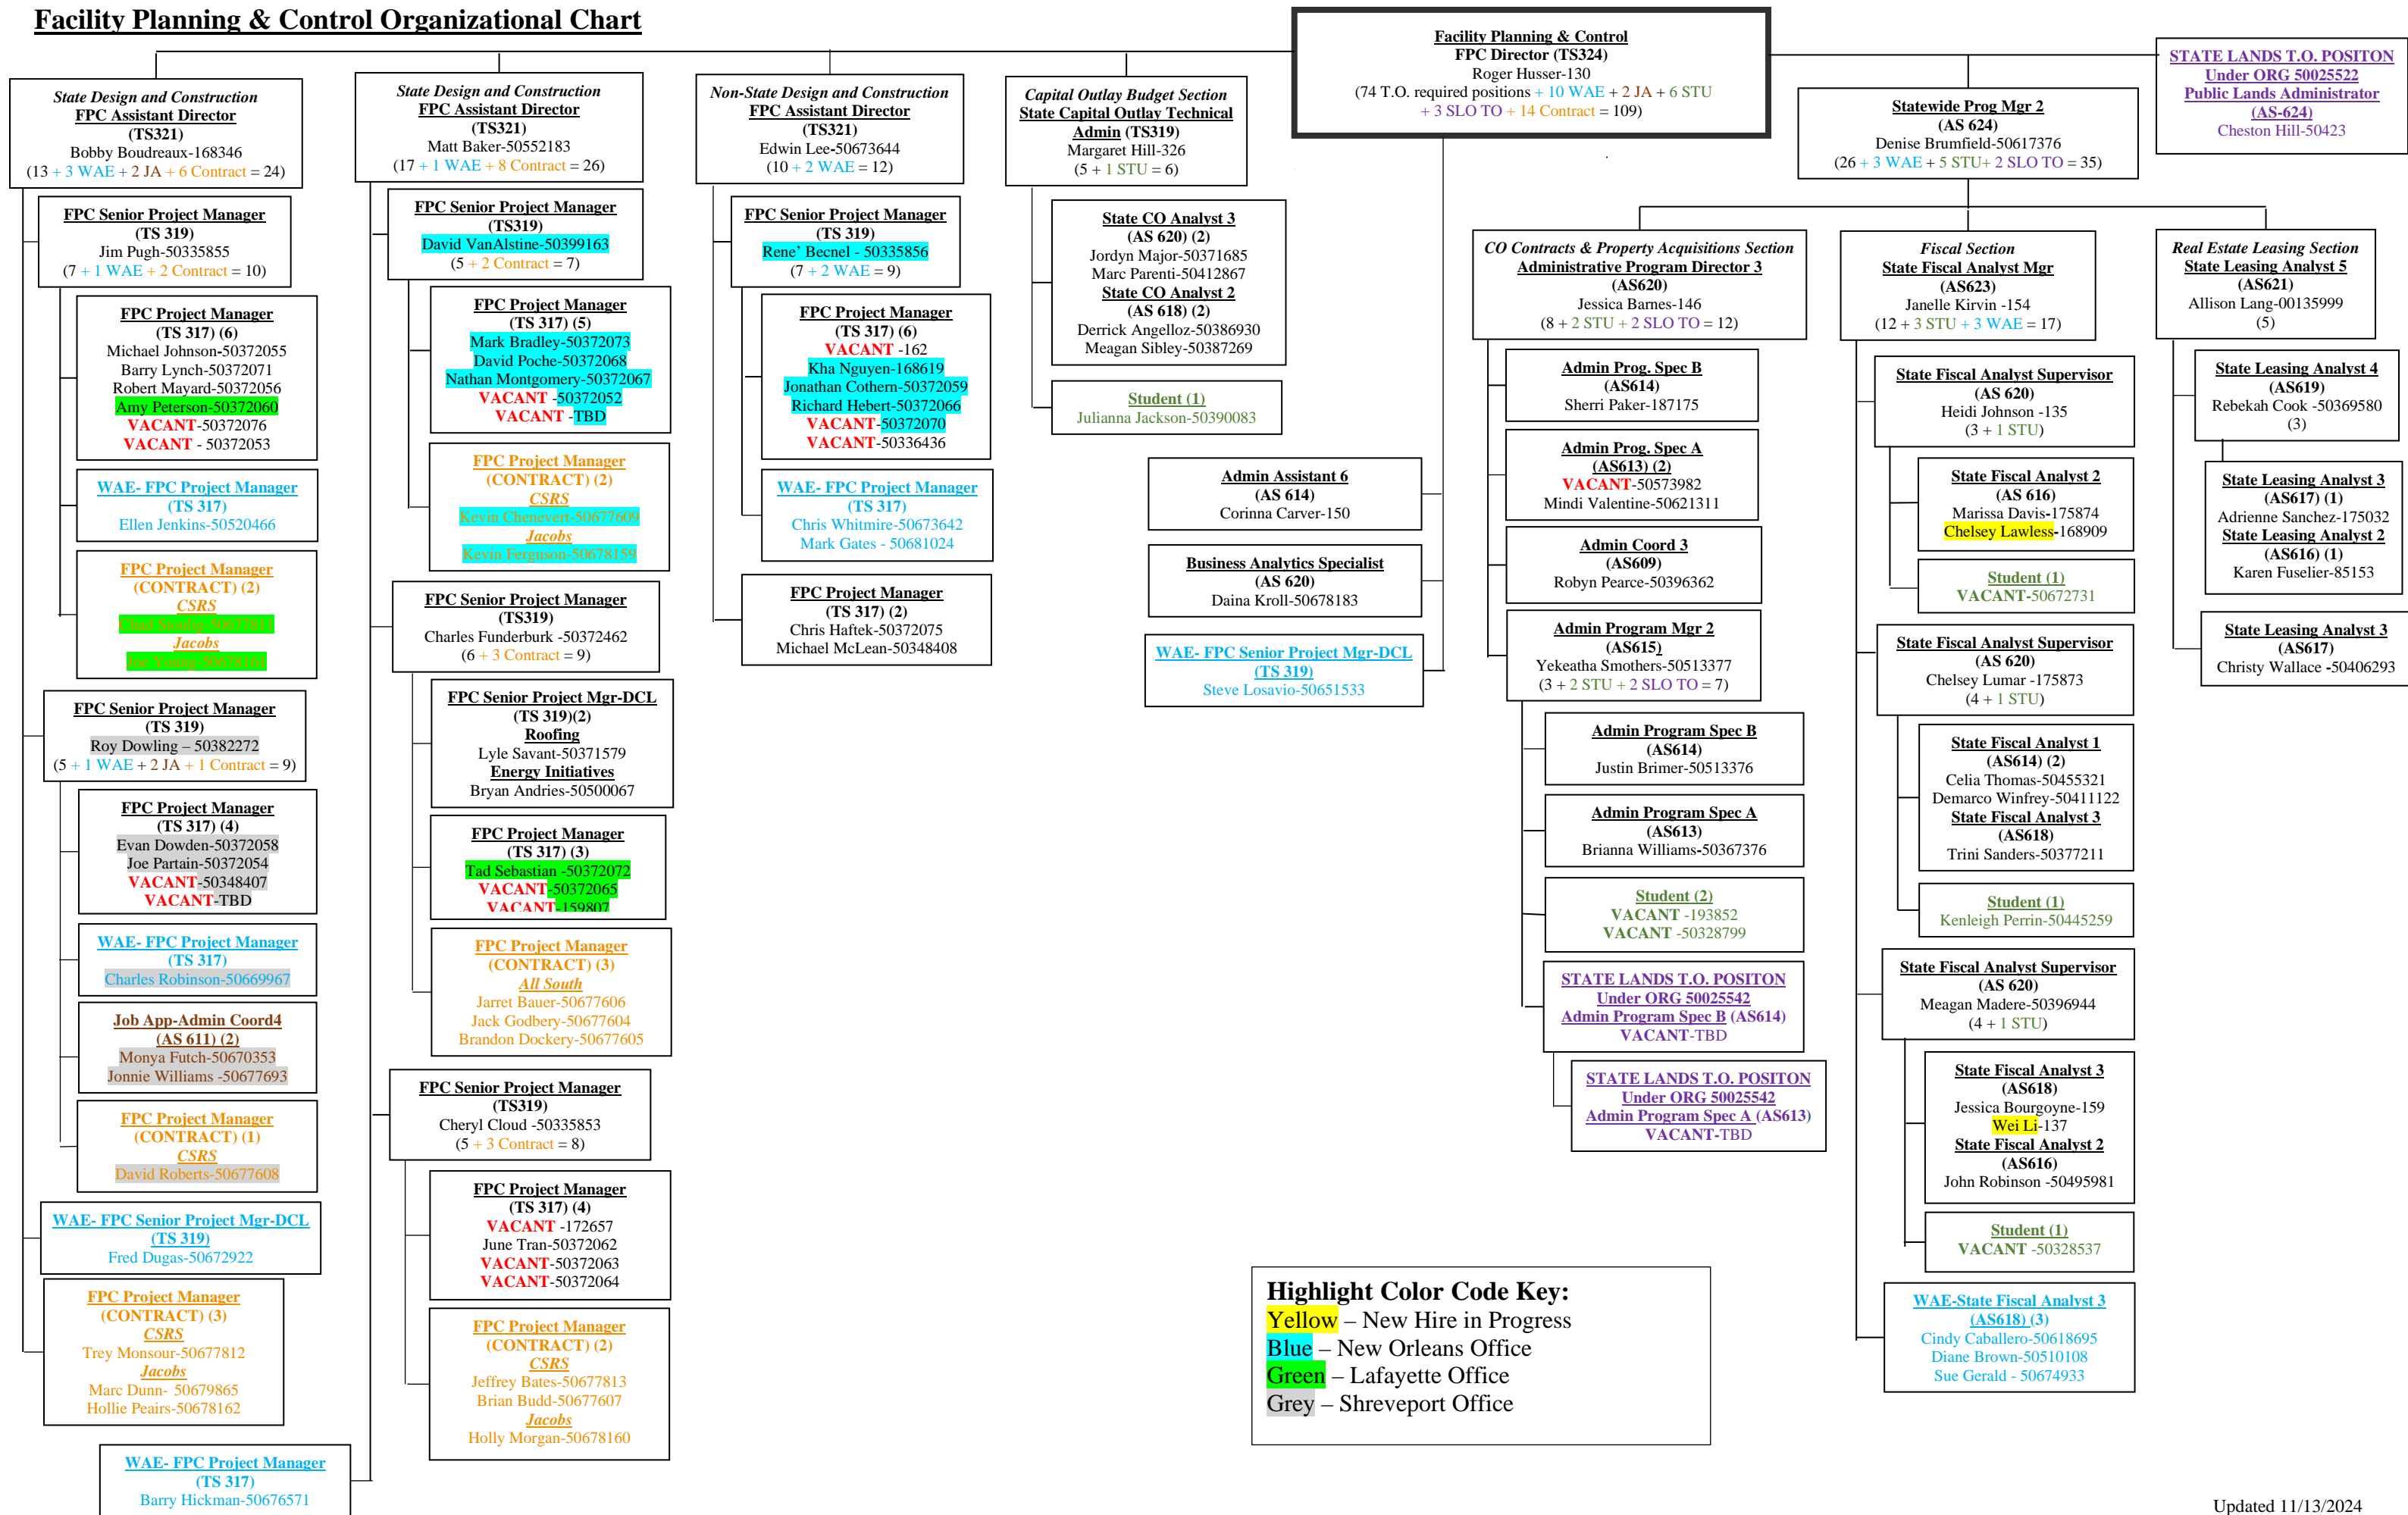 Facility Planning & Control Organizational Chart
Facility Planning & Control
FPC Director (TS324)
Roger Husser-130
(74 T.O. required positions + 10 WAE + 2 JA + 6 STU
+ 3 SLO TO + 14 Contract = 109)
STATE LANDS T.O. POSITON
Under ORG 50025522
Public Lands Administrator
(AS-624)
Cheston Hill-50423
State Design and Construction
FPC Assistant Director
(TS321)
Bobby Boudreaux-168346
(13 + 3 WAE + 2 JA + 6 Contract = 24)
FPC Senior Project Manager
(TS 319)
Jim Pugh-50335855
(7 + 1 WAE + 2 Contract = 10)
FPC Project Manager
(TS 317) (6)
Michael Johnson-50372055
Barry Lynch-50372071
Robert Mayard-50372056
Amy Peterson-50372060
VACANT-50372076
VACANT - 50372053
WAE- FPC Project Manager
(TS 317)
Ellen Jenkins-50520466
FPC Project Manager
(CONTRACT) (2)
CSRS
Chad
Jacobs
Joe Young-50678161
FPC Senior Project Manager
(TS 319)
Roy Dowling – 50382272
(5 + 1 WAE + 2 JA + 1 Contract = 9)
FPC Project Manager
(TS 317) (4)
Evan Dowden-50372058
Joe Partain-50372054
VACANT-50348407
VACANT-TBD
WAE- FPC Project Manager
(TS 317)
Charles Robinson-50669967
Job App-Admin Coord4
(AS 611) (2)
Monya Futch-50670353
Jonnie Williams -50677693
FPC Project Manager
(CONTRACT) (1)
CSRS
David Roberts-50677608
WAE- FPC Senior Project Mgr-DCL
(TS 319)
Fred Dugas-50672922
FPC Project Manager
(CONTRACT) (3)
CSRS
Trey Monsour-50677812
Jacobs
Marc Dunn- 50679865
Hollie Peairs-50678162
State Design and Construction
FPC Assistant Director
(TS321)
Matt Baker-50552183
(17 + 1 WAE + 8 Contract = 26)
FPC Senior Project Manager
(TS319)
David VanAlstine-50399163
(5 + 2 Contract = 7)
FPC Project Manager
(TS 317) (5)
Mark Bradley-50372073
David Poche-50372068
Nathan Montgomery-50372067
VACANT -50372052
VACANT -TBD
FPC Project Manager
(CONTRACT) (2)
CSRS
Kevin Chenevert-50677609
Jacobs
Kevin Ferguson-50678159
FPC Senior Project Manager
(TS319)
Charles Funderburk -50372462
(6 + 3 Contract = 9)
FPC Senior Project Mgr-DCL
(TS 319)(2)
Roofing
Lyle Savant-50371579
Energy Initiatives
Bryan Andries-50500067
FPC Project Manager
(TS 317) (3)
Tad Sebastian -50372072
VACANT-50372065
VACANT-159807
FPC Project Manager
(CONTRACT) (3)
All South
Jarret Bauer-50677606
Jack Godbery-50677604
Brandon Dockery-50677605
FPC Senior Project Manager
(TS319)
Cheryl Cloud -50335853
(5 + 3 Contract = 8)
FPC Project Manager
(TS 317) (4)
VACANT -172657
June Tran-50372062
VACANT-50372063
VACANT-50372064
FPC Project Manager
(CONTRACT) (2)
CSRS
Jeffrey Bates-50677813
Brian Budd-50677607
Jacobs
Holly Morgan-50678160
WAE- FPC Project Manager
(TS 317)
Barry Hickman-50676571
Non-State Design and Construction
FPC Assistant Director
(TS321)
Edwin Lee-50673644
(10 + 2 WAE = 12)
FPC Senior Project Manager
(TS 319)
Rene’ Becnel - 50335856
(7 + 2 WAE = 9)
FPC Project Manager
(TS 317) (6)
VACANT -162
Kha Nguyen-168619
Jonathan Cothern-50372059
Richard Hebert-50372066
VACANT-50372070
VACANT-50336436
WAE- FPC Project Manager
(TS 317)
Chris Whitmire-50673642
Mark Gates - 50681024
FPC Project Manager
(TS 317) (2)
Chris Haftek-50372075
Michael McLean-50348408
Capital Outlay Budget Section
State Capital Outlay Technical
Admin (TS319)
Margaret Hill-326
(5 + 1 STU = 6)
State CO Analyst 3
(AS 620) (2)
Jordyn Major-50371685
Marc Parenti-50412867
State CO Analyst 2
(AS 618) (2)
Derrick Angelloz-50386930
Meagan Sibley-50387269
Student (1)
Julianna Jackson-50390083
Admin Assistant 6
(AS 614)
Corinna Carver-150
Business Analytics Specialist
(AS 620)
Daina Kroll-50678183
WAE- FPC Senior Project Mgr-DCL
(TS 319)
Steve Losavio-50651533
Statewide Prog Mgr 2
(AS 624)
Denise Brumfield-50617376
(26 + 3 WAE + 5 STU+ 2 SLO TO = 35)
CO Contracts & Property Acquisitions Section
Administrative Program Director 3
(AS620)
Jessica Barnes-146
(8 + 2 STU + 2 SLO TO = 12)
Admin Prog. Spec B
(AS614)
Sherri Paker-187175
Admin Prog. Spec A
(AS613) (2)
VACANT-50573982
Mindi Valentine-50621311
Admin Coord 3
(AS609)
Robyn Pearce-50396362
Admin Program Mgr 2
(AS615)
Yekeatha Smothers-50513377
(3 + 2 STU + 2 SLO TO = 7)
Admin Program Spec B
(AS614)
Justin Brimer-50513376
Admin Program Spec A
(AS613)
Brianna Williams-50367376
Student (2)
VACANT -193852
VACANT -50328799
STATE LANDS T.O. POSITON
Under ORG 50025542
Admin Program Spec B (AS614)
VACANT-TBD
STATE LANDS T.O. POSITON
Under ORG 50025542
Admin Program Spec A (AS613)
VACANT-TBD
Fiscal Section
State Fiscal Analyst Mgr
(AS623)
Janelle Kirvin -154
(12 + 3 STU + 3 WAE = 17)
State Fiscal Analyst Supervisor
(AS 620)
Heidi Johnson -135
(3 + 1 STU)
State Fiscal Analyst 2
(AS 616)
Marissa Davis-175874
Chelsey Lawless-168909
Student (1)
VACANT-50672731
State Fiscal Analyst Supervisor
(AS 620)
Chelsey Lumar -175873
(4 + 1 STU)
State Fiscal Analyst 1
(AS614) (2)
Celia Thomas-50455321
Demarco Winfrey-50411122
State Fiscal Analyst 3
(AS618)
Trini Sanders-50377211
Student (1)
Kenleigh Perrin-50445259
State Fiscal Analyst Supervisor
(AS 620)
Meagan Madere-50396944
(4 + 1 STU)
State Fiscal Analyst 3
(AS618)
Jessica Bourgoyne-159
Wei Li-137
State Fiscal Analyst 2
(AS616)
John Robinson -50495981
Student (1)
VACANT -50328537
WAE-State Fiscal Analyst 3
(AS618) (3)
Cindy Caballero-50618695
Diane Brown-50510108
Sue Gerald - 50674933
Real Estate Leasing Section
State Leasing Analyst 5
(AS621)
Allison Lang-00135999
(5)
State Leasing Analyst 4
(AS619)
Rebekah Cook -50369580
(3)
State Leasing Analyst 3
(AS617) (1)
Adrienne Sanchez-175032
State Leasing Analyst 2
(AS616) (1)
Karen Fuselier-85153
State Leasing Analyst 3
(AS617)
Christy Wallace -50406293
Highlight Color Code Key:
Yellow – New Hire in Progress
Blue – New Orleans Office
Green – Lafayette Office
Grey – Shreveport Office
Updated 11/13/2024